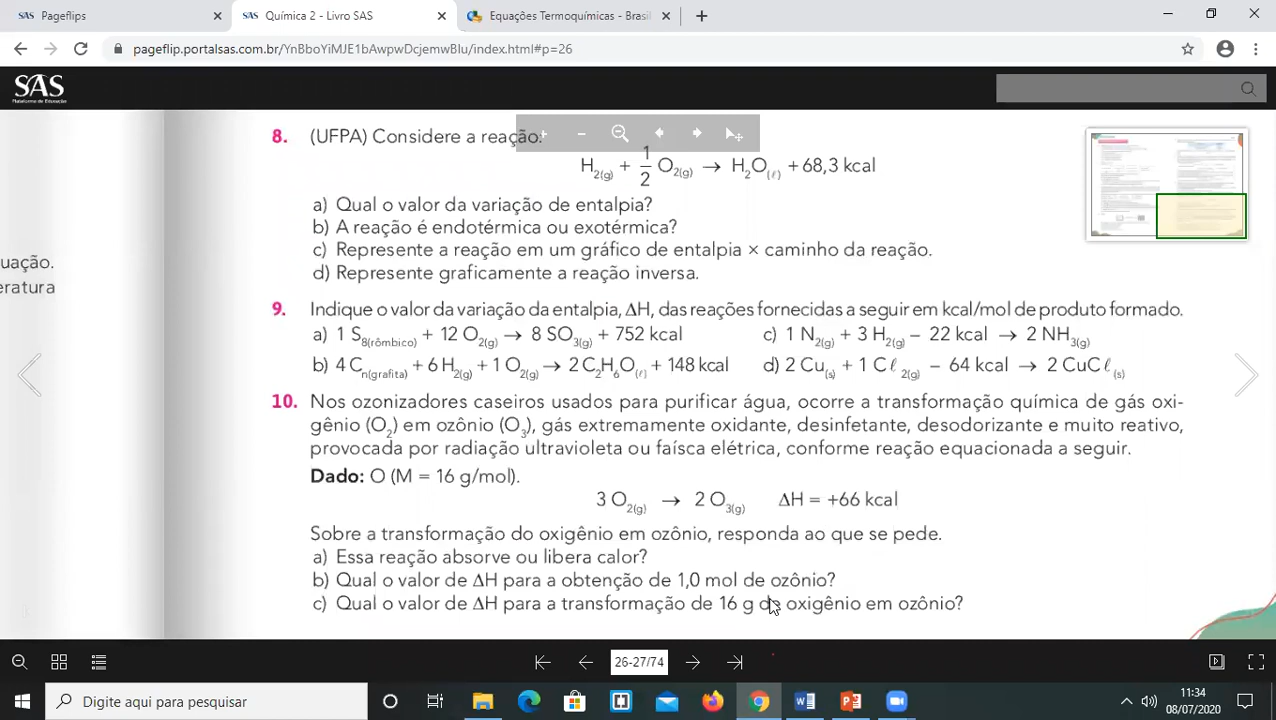 Pageflips
Química 2 - Livro SAS
Equações Termoquímicas - Brasil
pageflip.portalsas.com.br/YnBboYiMJE1bAwpwDcjemwBlu/index.html#p=26
SAS
Plataforma de Educação
8. (UFPA) Considere a reação:
H2(g) + 1/2 O2(g) → H2O(ℓ) + 68,3 kcal
a) Qual o valor da variação de entalpia?
b) A reação é endotérmica ou exotérmica?
c) Represente a reação em um gráfico de entalpia × caminho da reação.
d) Represente graficamente a reação inversa.
uação.
eratura
9. Indique o valor da variação da entalpia, ΔH, das reações fornecidas a seguir em kcal/mol de produto formado.
a) 1 S8(rômbico) + 12 O2(g) → 8 SO3(g) + 752 kcal c) 1 N2(g) + 3 H2(g) – 22 kcal → 2 NH3(g)
b) 4 Cn(grafita) + 6 H2(g) + 1 O2(g) → 2 C2H6O(ℓ) + 148 kcal d) 2 Cu(s) + 1 Cℓ2(g) – 64 kcal → 2 CuCℓ(s)
10. Nos ozonizadores caseiros usados para purificar água, ocorre a transformação química de gás oxi-
gênio (O2) em ozônio (O3), gás extremamente oxidante, desinfetante, desodorizante e muito reativo,
provocada por radiação ultravioleta ou faísca elétrica, conforme reação equacionada a seguir.
Dado: O (M = 16 g/mol).
3 O2(g) → 2 O3(g) ΔH = +66 kcal
Sobre a transformação do oxigênio em ozônio, responda ao que se pede.
a) Essa reação absorve ou libera calor?
b) Qual o valor de ΔH para a obtenção de 1,0 mol de ozônio?
c) Qual o valor de ΔH para a transformação de 16 g de oxigênio em ozônio?
26-27/74
Digite aqui para pesquisar
11:34
08/07/2020